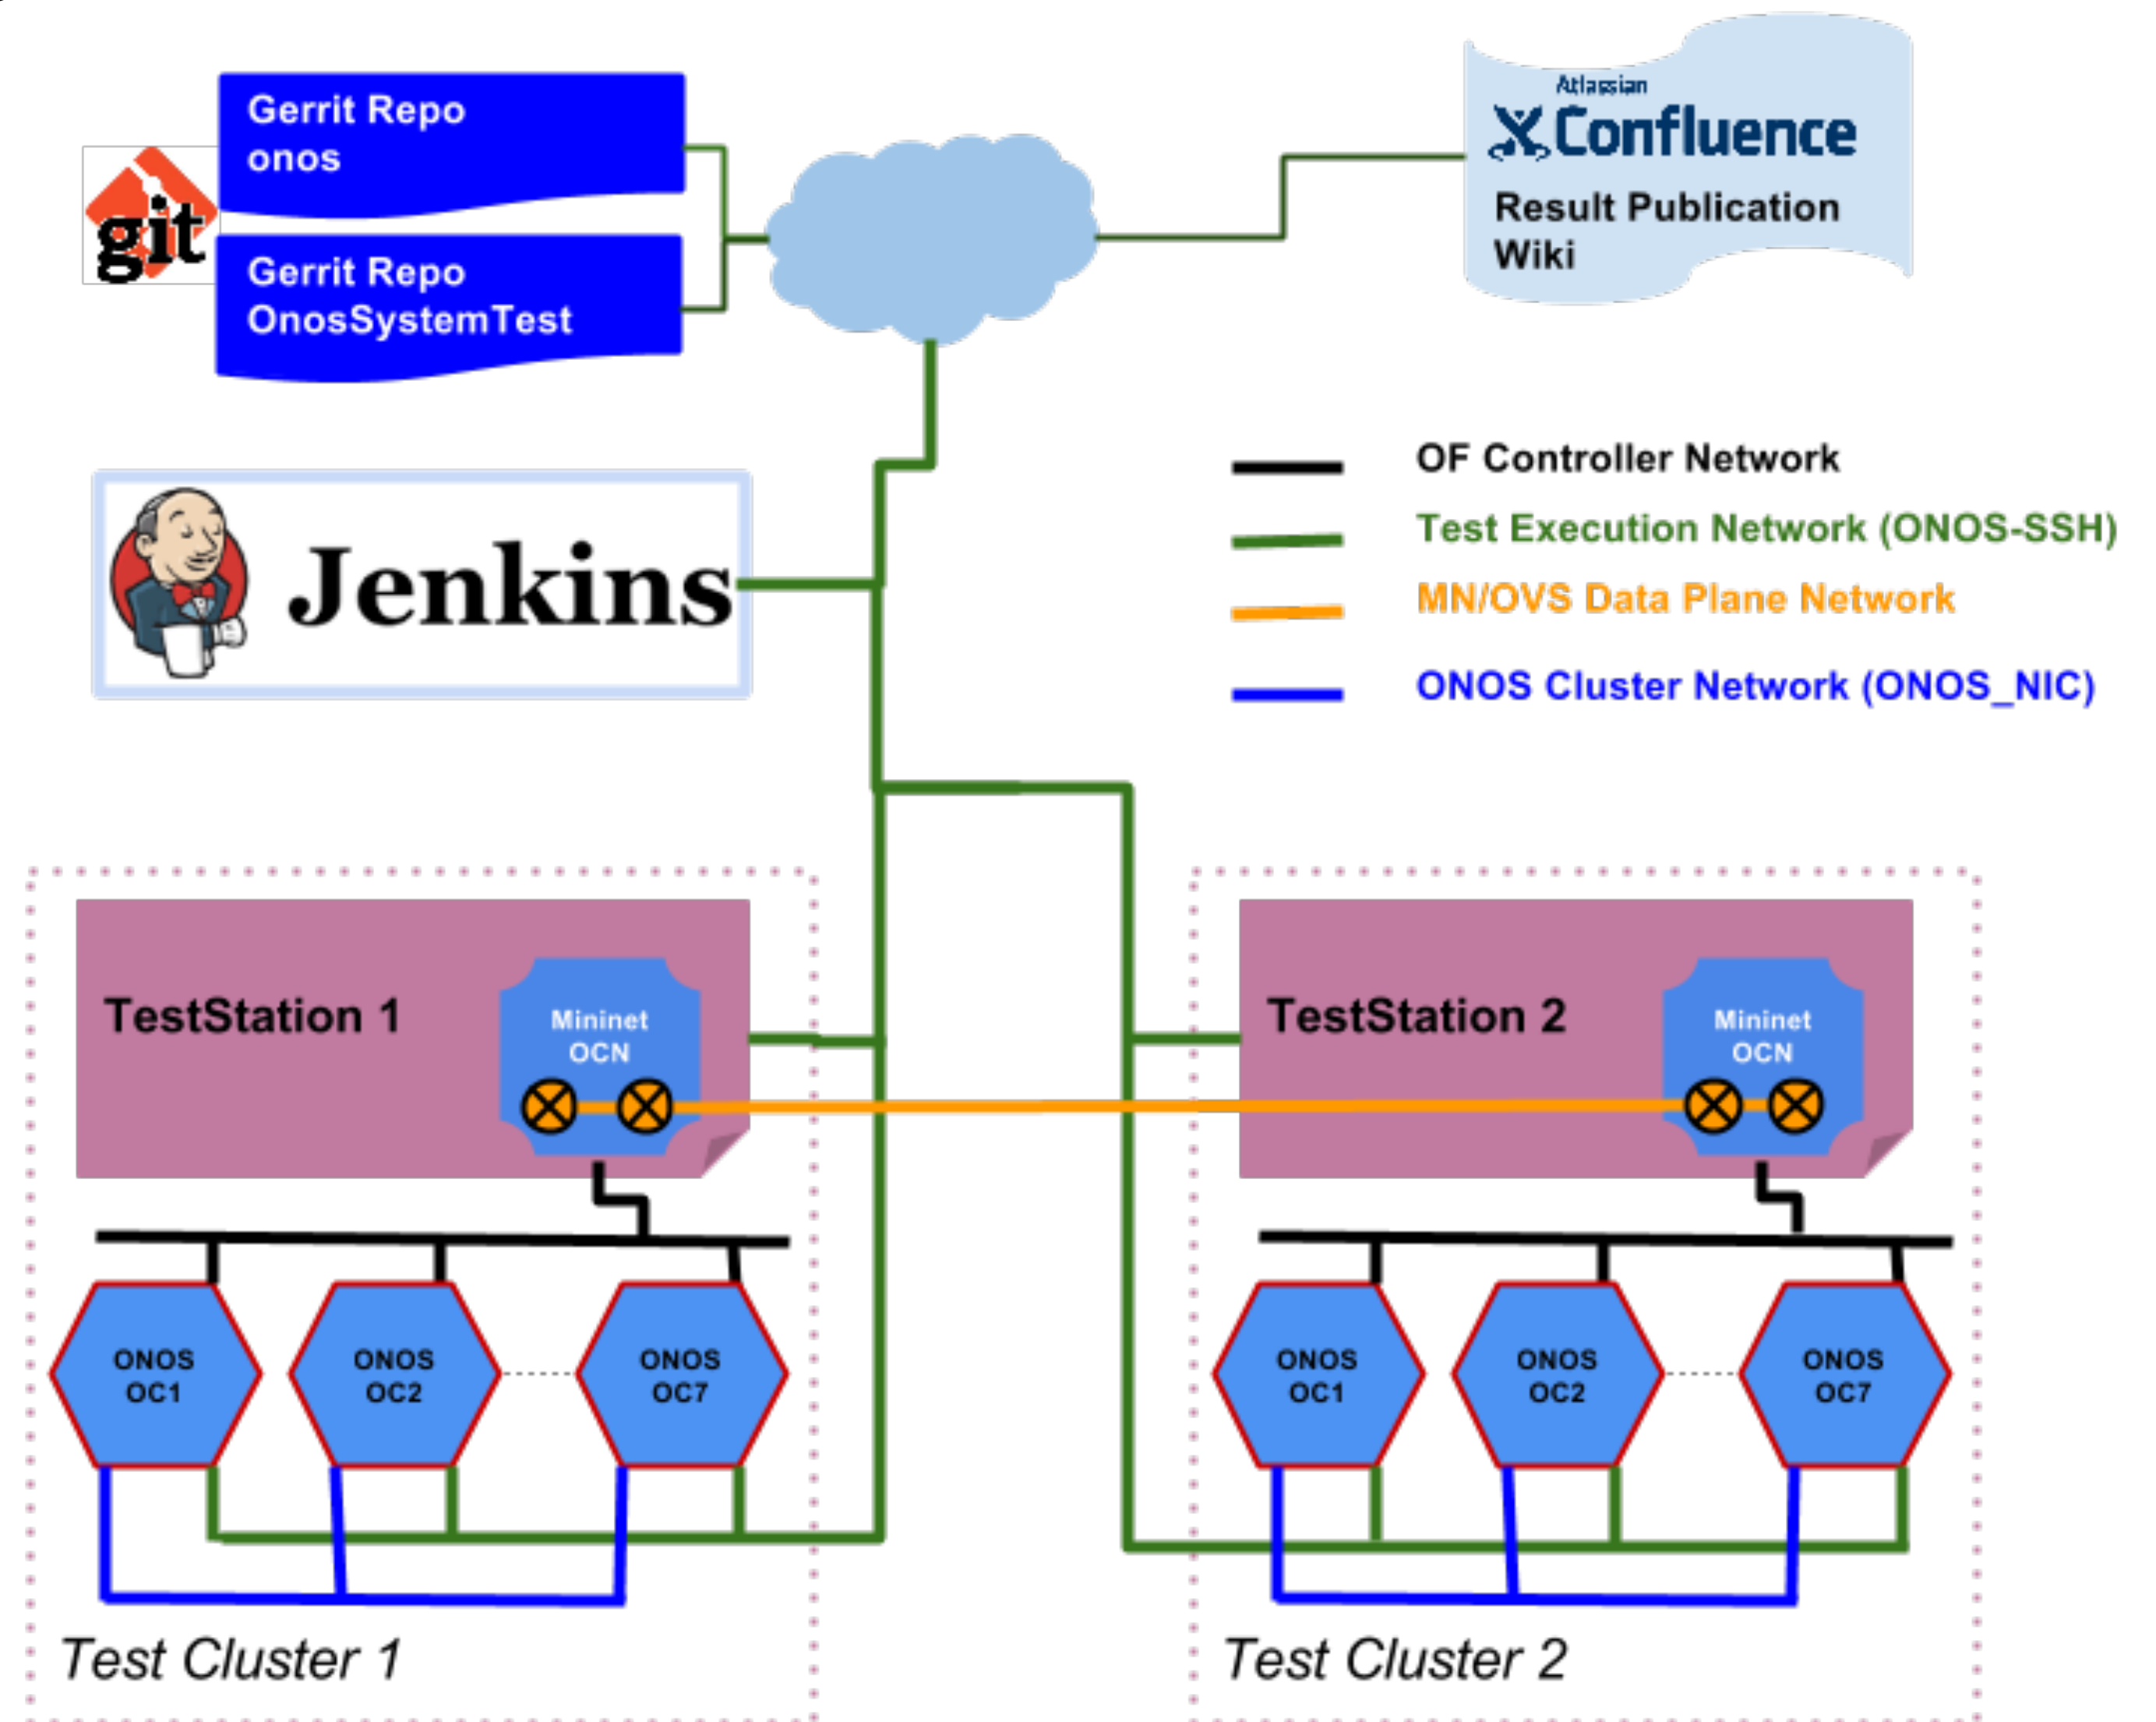 Gerrit Repo
onos
git
Gerrit Repo
OnosSystemTest
Atlassian
Confluence
Result Publication
Wiki
Jenkins
OF Controller Network
Test Execution Network (ONOS-SSH)
MN/OVS Data Plane Network
ONOS Cluster Network (ONOS_NIC)
TestStation 1
Mininet
OCN
ONOS
OC1
ONOS
OC2
ONOS
OC7
Test Cluster 1
TestStation 2
Mininet
OCN
ONOS
OC1
ONOS
OC2
ONOS
OC7
Test Cluster 2